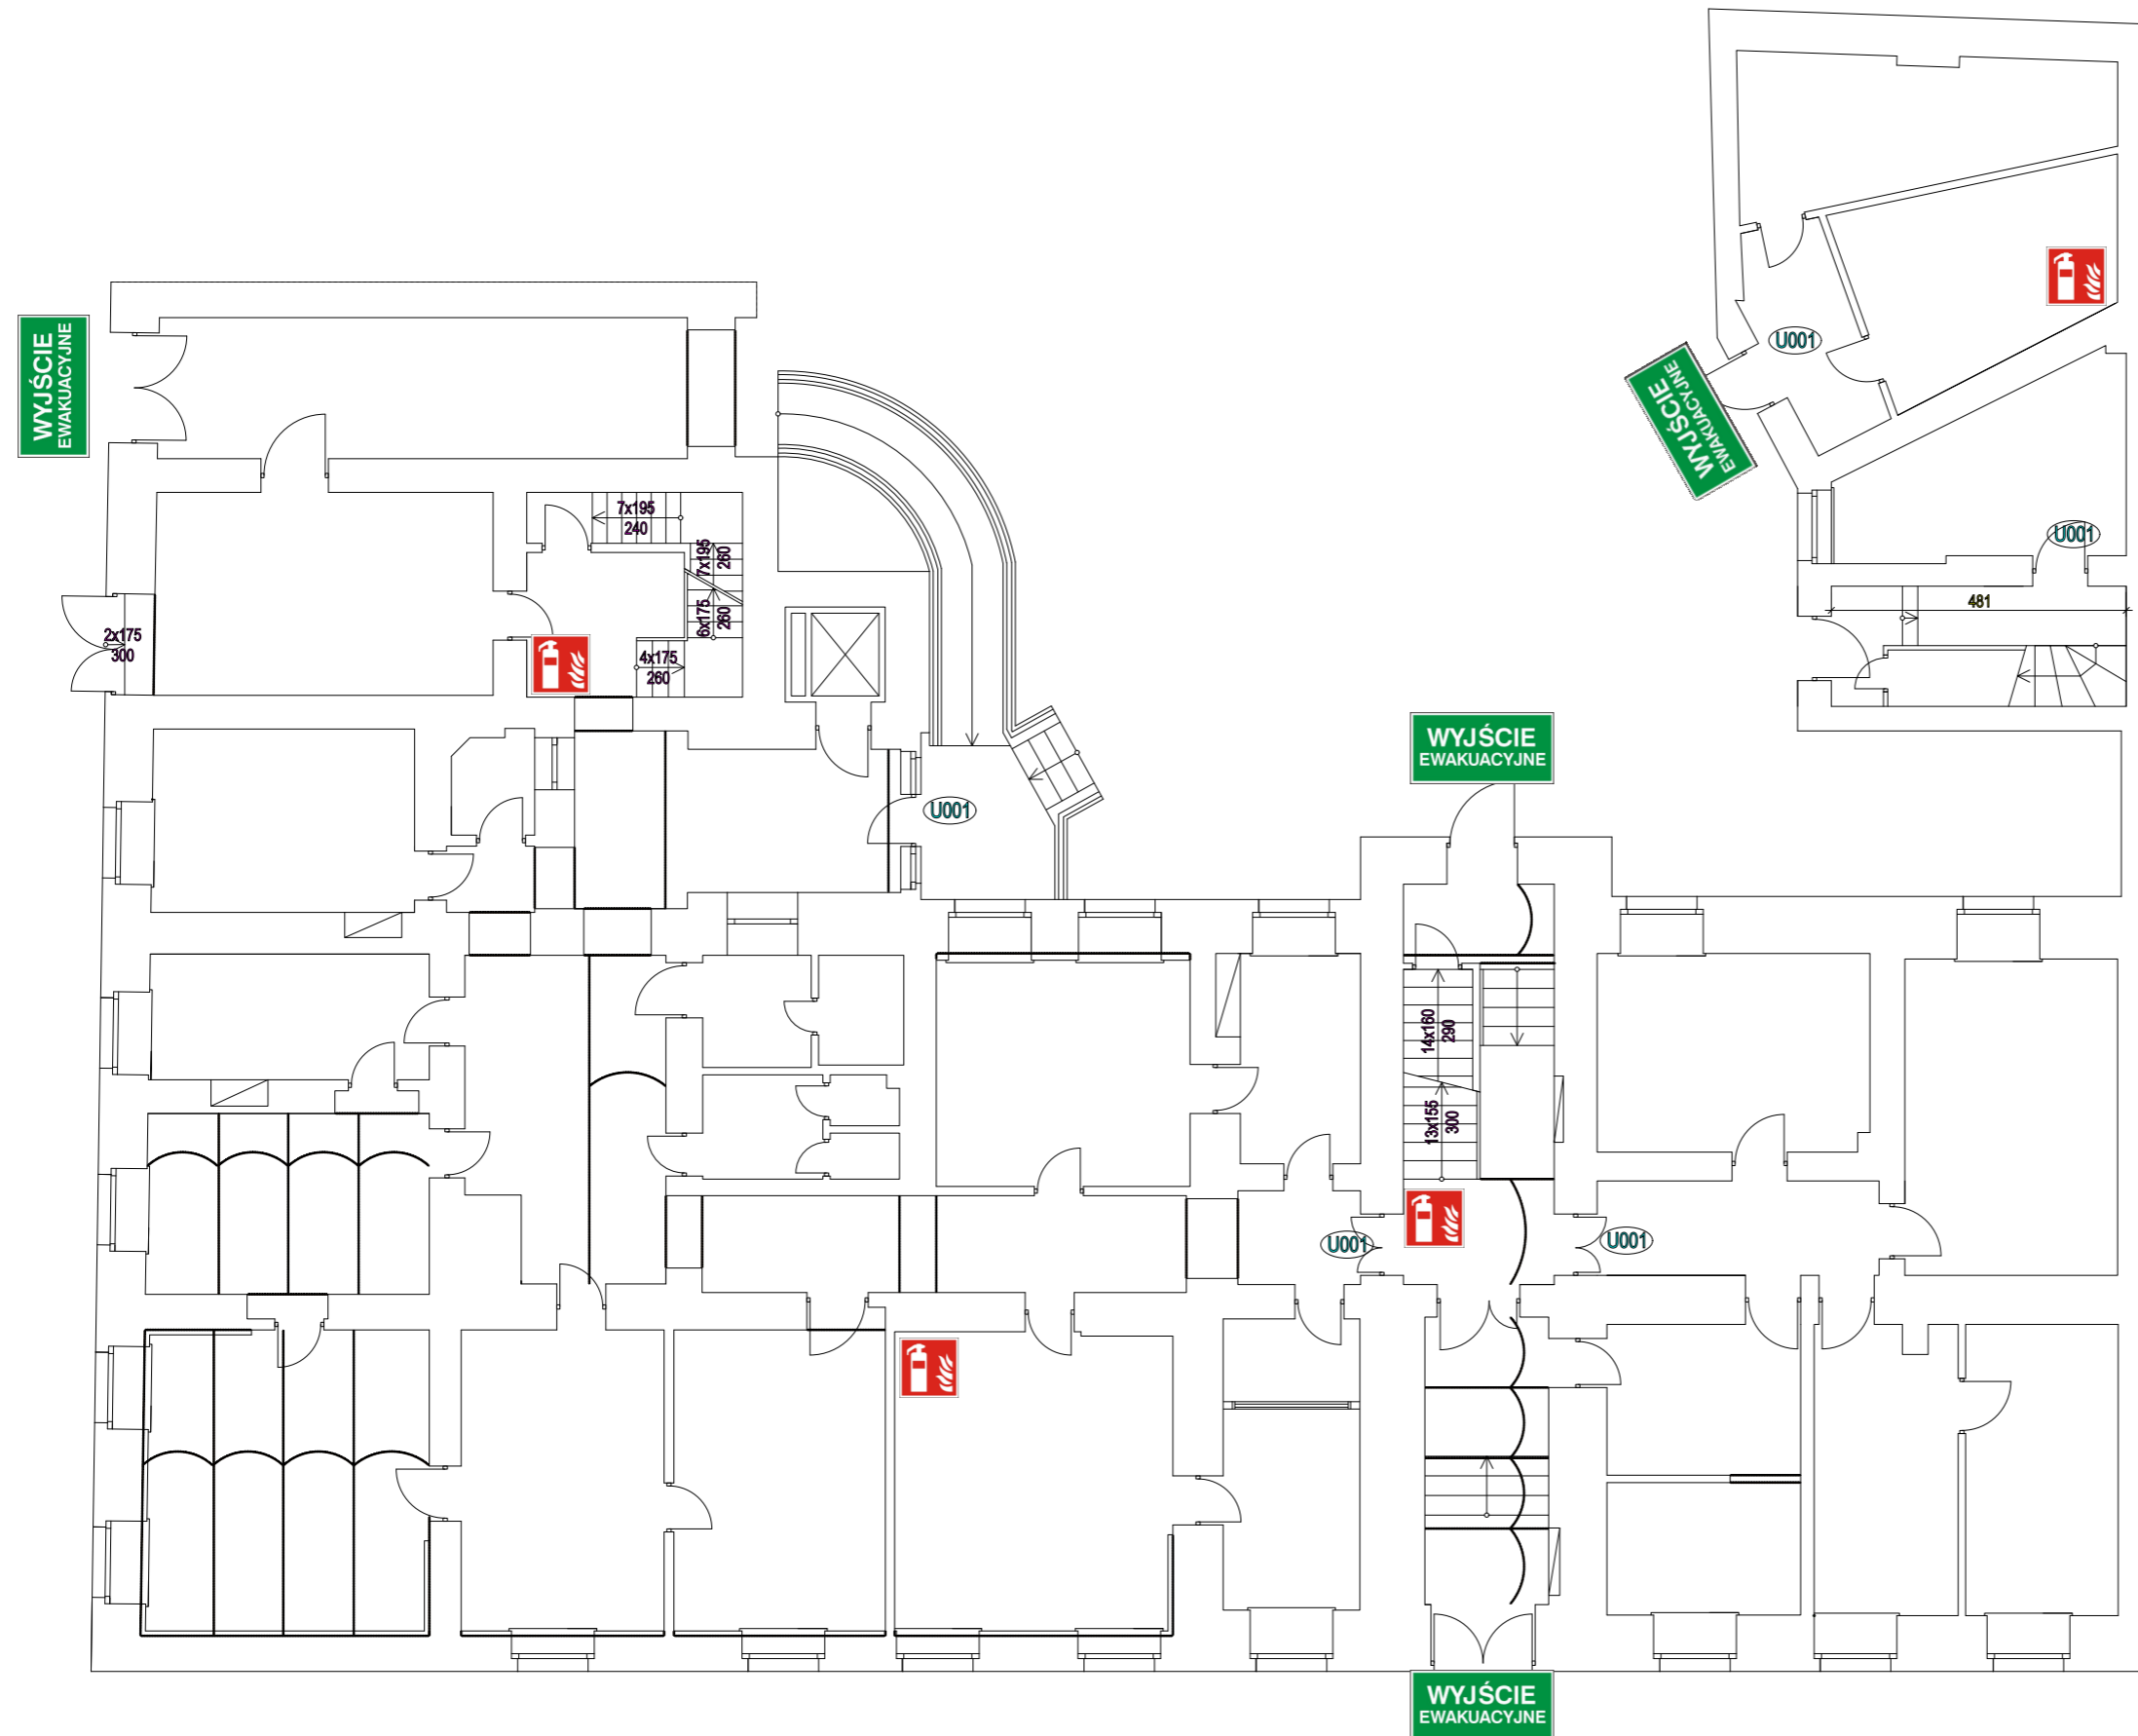 WYJŚCIE
EWAKUACYJNE
U001
WYJŚCIE
EWAKUACYJNE
7x195
240
U001
7x195
260
6x175
260
481
2x175
300
4x175
260
WYJŚCIE
EWAKUACYJNE
U001
14x160
290
13x155
300
U001
U001
WYJŚCIE
EWAKUACYJNE